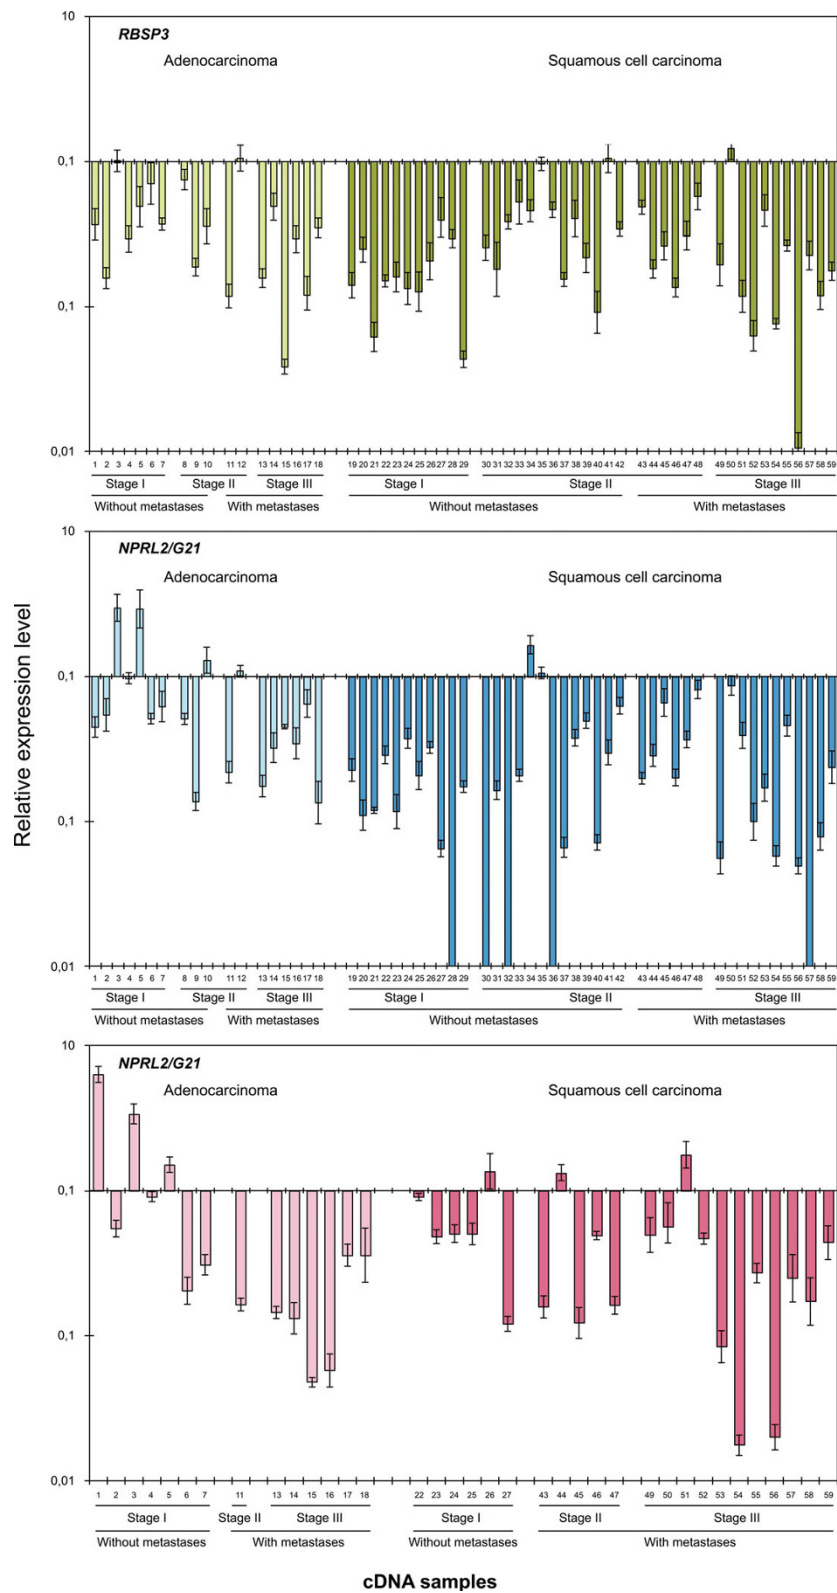 10
RBSP3
Adenocarcinoma Squamous cell carcinoma
0,1
0,1
0,01
1 2 3 4 5 6 7 8 9 10 11 12 13 14 15 16 17 18 19 20 21 22 23 24 25 26 27 28 29 30 31 32 33 34 35 36 37 38 39 40 41 42 43 44 45 46 47 48 49 50 51 52 53 54 55 56 57 58 59
Stage I Stage II Stage III Stage I Stage II Stage III
Without metastases With metastases Without metastases With metastases
Relative expression level
10
NPRL2/G21
Adenocarcinoma Squamous cell carcinoma
0,1
0,1
0,01
1 2 3 4 5 6 7 8 9 10 11 12 13 14 15 16 17 18 19 20 21 22 23 24 25 26 27 28 29 30 31 32 33 34 35 36 37 38 39 40 41 42 43 44 45 46 47 48 49 50 51 52 53 54 55 56 57 58 59
Stage I Stage II Stage III Stage I Stage II Stage III
Without metastases With metastases Without metastases With metastases
10
NPRL2/G21
Adenocarcinoma Squamous cell carcinoma
0,1
0,1
0,01
1 2 3 4 5 6 7 11 13 14 15 16 17 18 22 23 24 25 26 27 43 44 45 46 47 49 50 51 52 53 54 55 56 57 58 59
Stage I Stage II Stage III Stage I Stage II Stage III
Without metastases With metastases Without metastases With metastases
cDNA samples